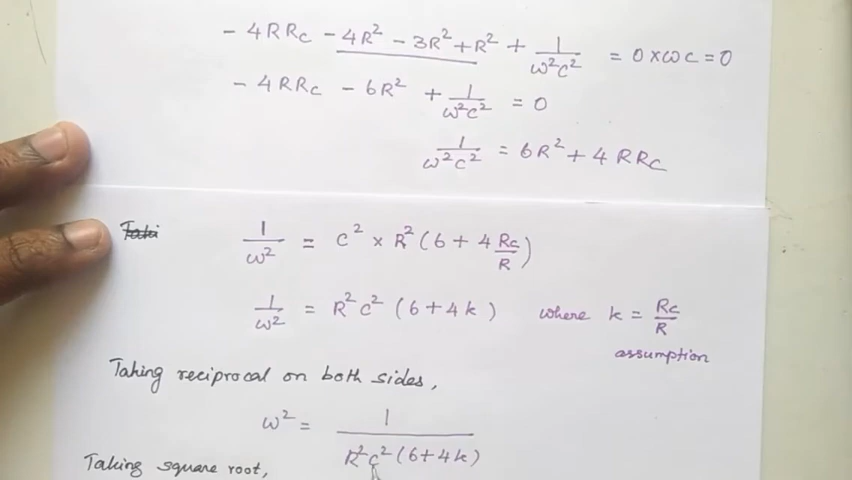 - 4RRc - 4R² - 3R² + R² + 1/ω²c² = 0 × ωc = 0
- 4RRc - 6R² + 1/ω²c² = 0
1/ω²c² = 6R² + 4RRc
1/ω² = c² × R² (6 + 4 Rc/R)
1/ω² = R²c² (6 + 4k) where k = Rc/R
assumption
Taking reciprocal on both sides,
ω² = 1/R²c² (6 + 4k)
Taking square root,